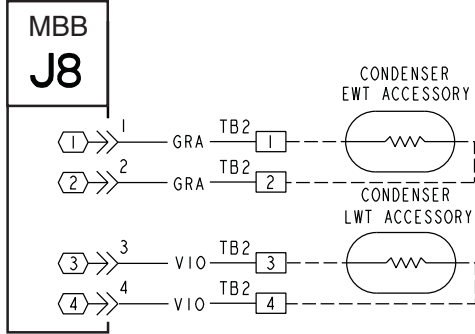 MBB
J8
CONDENSER
EWT ACCESSORY
1 1 GRA TB2 1
2 2 GRA TB2 2
CONDENSER
LWT ACCESSORY
3 3 VIO TB2 3
4 4 VIO TB2 4